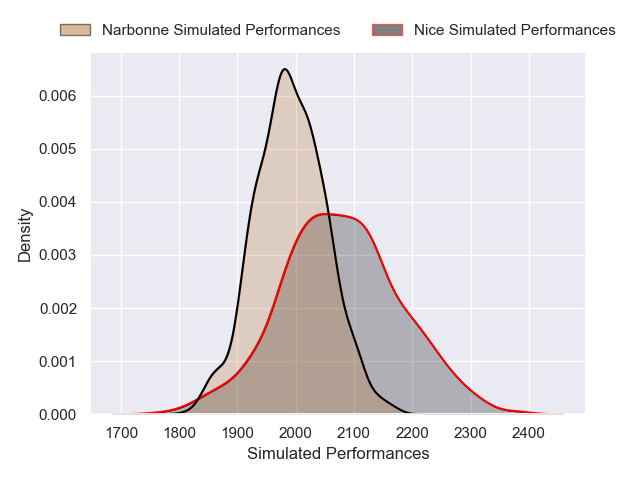 Narbonne Simulated Performances Nice Simulated Performances
0.006
0.005
0.004
0.003
0.002
0.001
0.000
Density
1700 1800 1900 2000 2100 2200 2300 2400
Simulated Performances